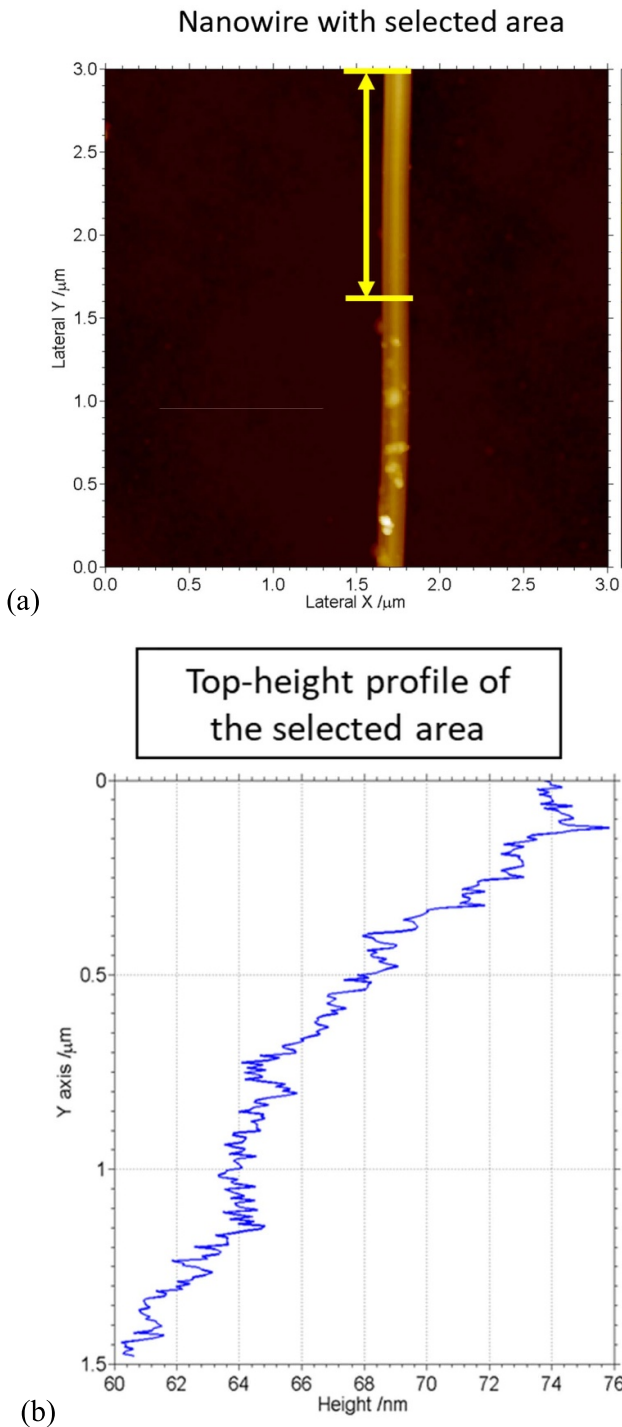 Nanowire with selected area
3.0
2.5
2.0
1.5
1.0
0.5
0.0
Lateral Y /μm
0.0 0.5 1.0 1.5 2.0 2.5 3.0
Lateral X /μm
(a)
Top-height profile of
the selected area
0
0.5
1
1.5
Y axis /μm
60 62 64 66 68 70 72 74 76
Height /nm
(b)